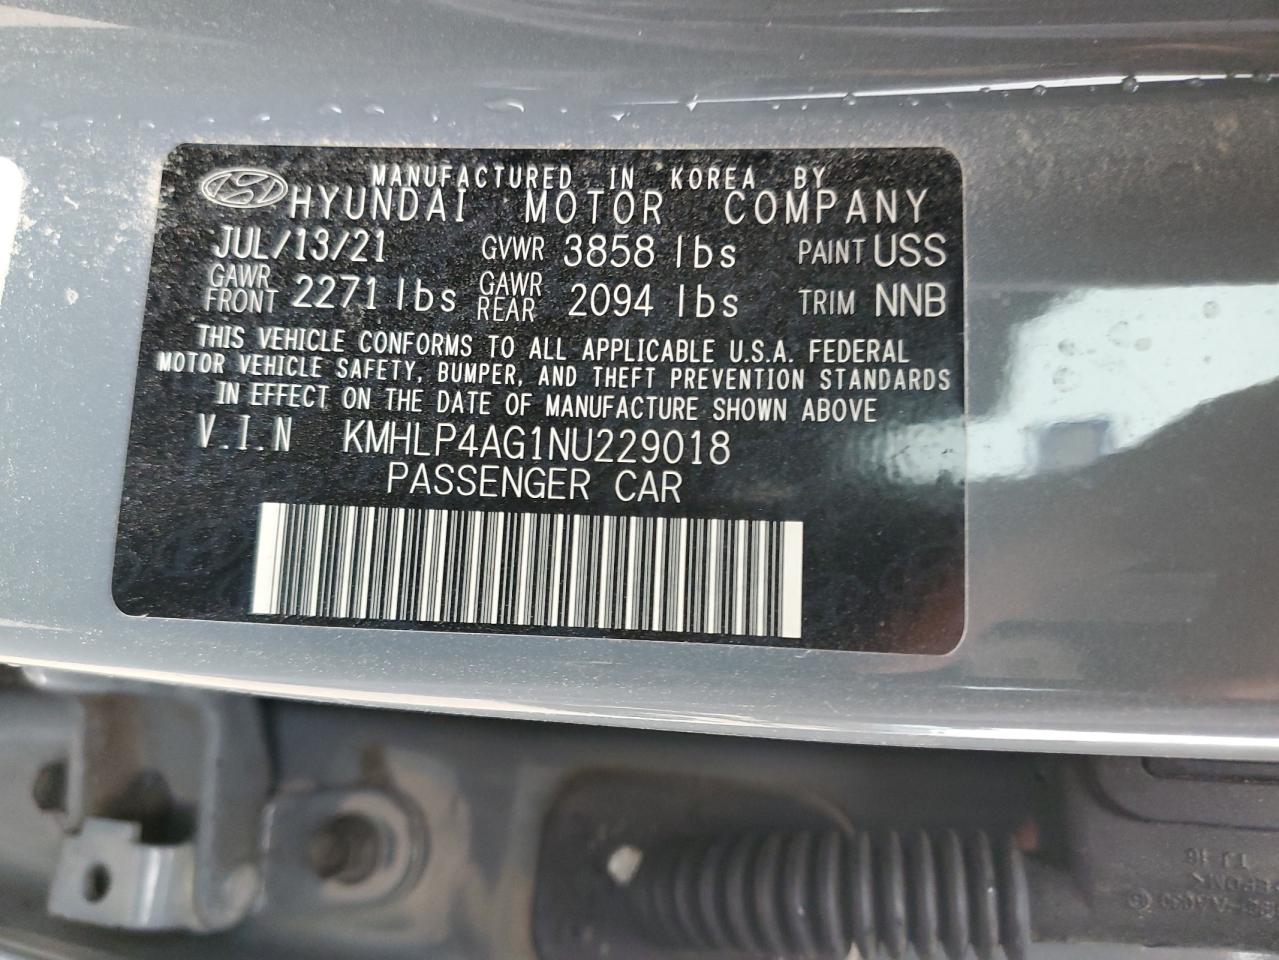 MANUFACTURED IN KOREA BY
HYUNDAI MOTOR COMPANY
JUL/13/21 GVWR 3858 lbs PAINT USS
GAWR FRONT 2271 lbs GAWR REAR 2094 lbs TRIM NNB
THIS VEHICLE CONFORMS TO ALL APPLICABLE U.S.A. FEDERAL
MOTOR VEHICLE SAFETY, BUMPER, AND THEFT PREVENTION STANDARDS
IN EFFECT ON THE DATE OF MANUFACTURE SHOWN ABOVE
V.I.N KMHLP4AG1NU229018
PASSENGER CAR